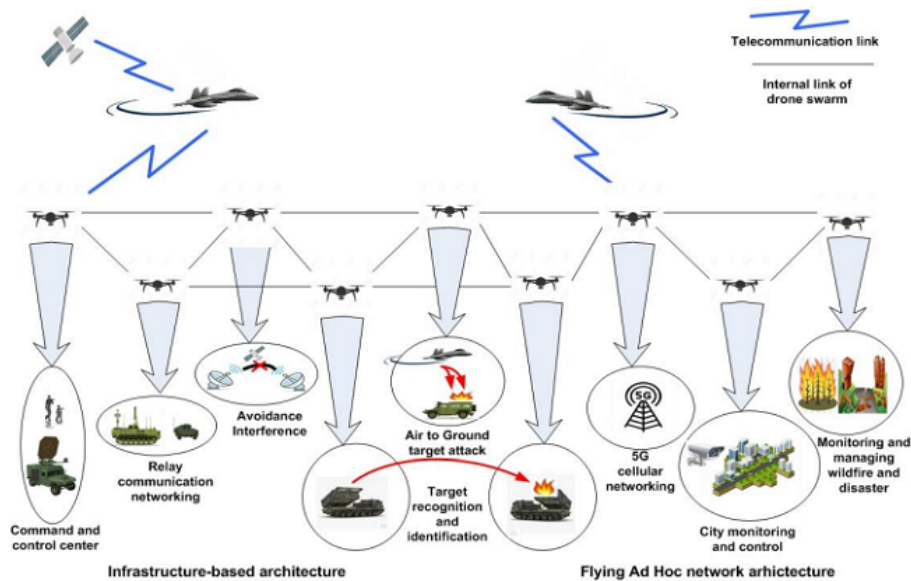 Telecommunication link
Internal link of
drone swarm
Avoidance
Interference
Relay
communication
networking
Air to Ground
target attack
5G
5G
cellular
networking
Monitoring and
managing
wildfire and
disaster
Target
recognition
and
identification
Command and
control center
City monitoring
and control
Infrastructure-based architecture
Flying Ad Hoc network arhictecture